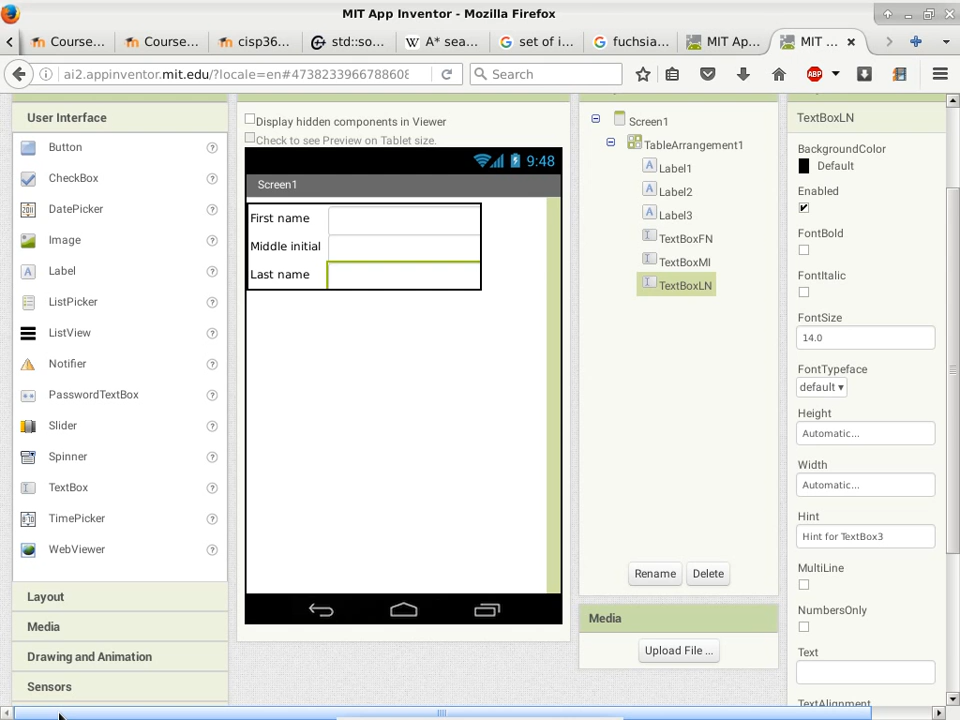 MIT App Inventor - Mozilla Firefox
Course...
Course...
cisp36...
std::so...
A* sea...
set of i...
fuchsia...
MIT Ap...
MIT ...
ai2.appinventor.mit.edu/?locale=en#4738233966788608
Search
ABP
User Interface
Button
CheckBox
DatePicker
Image
Label
ListPicker
ListView
Notifier
PasswordTextBox
Slider
Spinner
TextBox
TimePicker
WebViewer
Layout
Media
Drawing and Animation
Sensors
Display hidden components in Viewer
Check to see Preview on Tablet size.
9:48
Screen1
First name
Middle initial
Last name
Screen1
TableArrangement1
Label1
Label2
Label3
TextBoxFN
TextBoxMI
TextBoxLN
Rename
Delete
Media
Upload File ...
TextBoxLN
BackgroundColor
Default
Enabled
FontBold
FontItalic
FontSize
14.0
FontTypeface
default
Height
Automatic...
Width
Automatic...
Hint
Hint for TextBox3
MultiLine
NumbersOnly
Text
TextAlignment